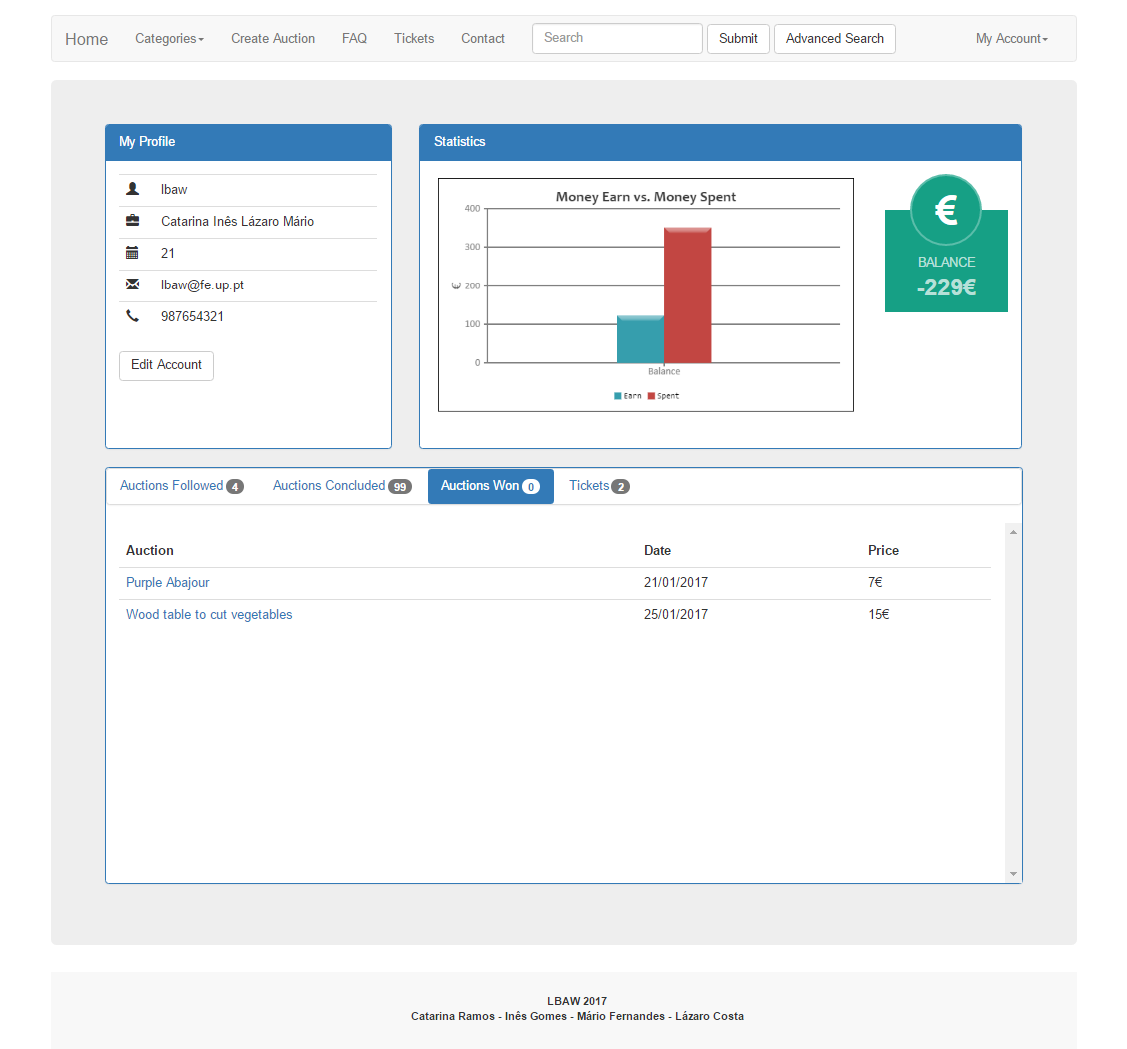 Home Categories Create Auction FAQ Tickets Contact Search Submit Advanced Search My Account
My Profile
lbaw
Catarina Inês Lázaro Mário
21
lbaw@fe.up.pt
987654321
Edit Account
Statistics
Money Earn vs. Money Spent
400
300
200
100
0
€
Balance
Earn Spent
€
BALANCE
-229€
Auctions Followed 4 Auctions Concluded 99 Auctions Won 0 Tickets 2
Auction Date Price
Purple Abajour 21/01/2017 7€
Wood table to cut vegetables 25/01/2017 15€
LBAW 2017
Catarina Ramos - Inês Gomes - Mário Fernandes - Lázaro Costa